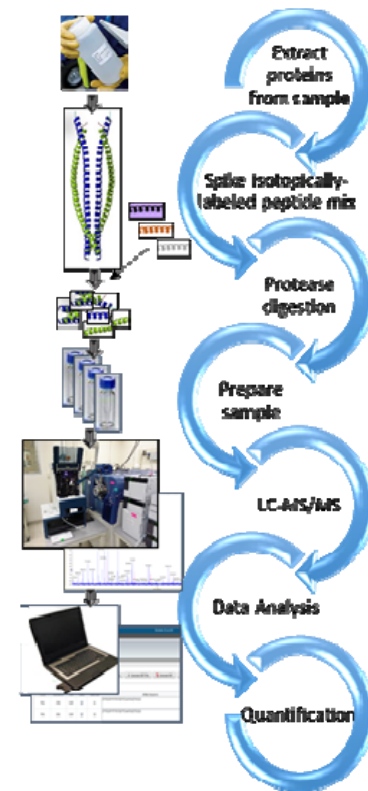 Extract
proteins
from sample
Spike isotopically-
labeled peptide mix
Protease
digestion
Prepare
sample
LC-MS/MS
Data Analysis
Quantification